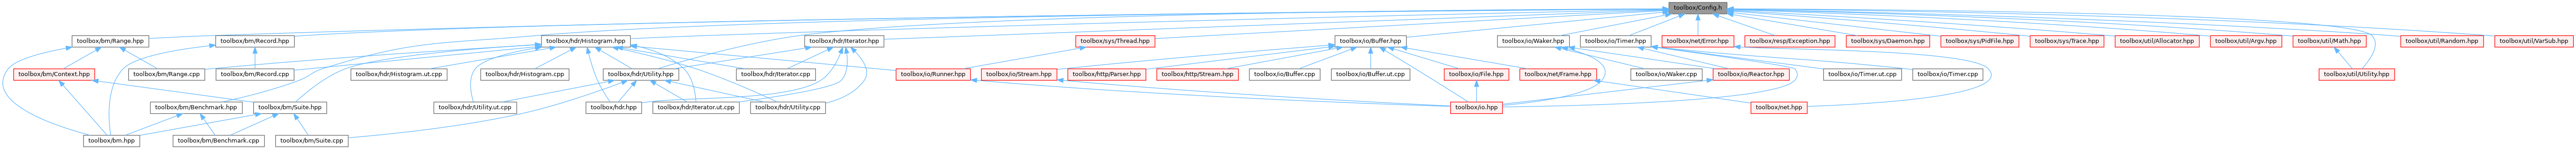 toolbox/Config.h
toolbox/bm/Range.hpp
toolbox/bm/Record.hpp
toolbox/hdr/Histogram.hpp
toolbox/hdr/Iterator.hpp
toolbox/sys/Thread.hpp
toolbox/io/Buffer.hpp
toolbox/io/Waker.hpp
toolbox/io/Timer.hpp
toolbox/net/Error.hpp
toolbox/resp/Exception.hpp
toolbox/sys/Daemon.hpp
toolbox/sys/PidFile.hpp
toolbox/sys/Trace.hpp
toolbox/util/Allocator.hpp
toolbox/util/Argv.hpp
toolbox/util/Math.hpp
toolbox/util/Random.hpp
toolbox/util/VarSub.hpp
toolbox/bm/Context.hpp
toolbox/bm/Range.cpp
toolbox/bm/Record.cpp
toolbox/hdr/Histogram.ut.cpp
toolbox/hdr/Histogram.cpp
toolbox/hdr/Utility.hpp
toolbox/hdr/Iterator.cpp
toolbox/io/Runner.hpp
toolbox/io/Stream.hpp
toolbox/http/Parser.hpp
toolbox/http/Stream.hpp
toolbox/io/Buffer.cpp
toolbox/io/Buffer.ut.cpp
toolbox/io/File.hpp
toolbox/net/Frame.hpp
toolbox/io/Waker.cpp
toolbox/io/Reactor.hpp
toolbox/io/Timer.ut.cpp
toolbox/io/Timer.cpp
toolbox/util/Utility.hpp
toolbox/bm/Benchmark.hpp
toolbox/bm/Suite.hpp
toolbox/hdr/Utility.ut.cpp
toolbox/hdr.hpp
toolbox/hdr/Iterator.ut.cpp
toolbox/hdr/Utility.cpp
toolbox/io.hpp
toolbox/net.hpp
toolbox/bm.hpp
toolbox/bm/Benchmark.cpp
toolbox/bm/Suite.cpp